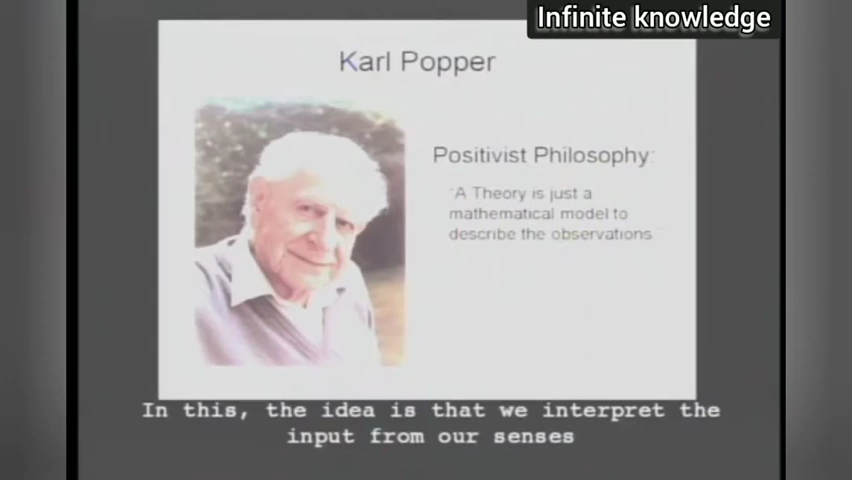 Infinite knowledge
Karl Popper
Positivist Philosophy:
"A Theory is just a
mathematical model to
describe the observations."
In this, the idea is that we interpret the
input from our senses